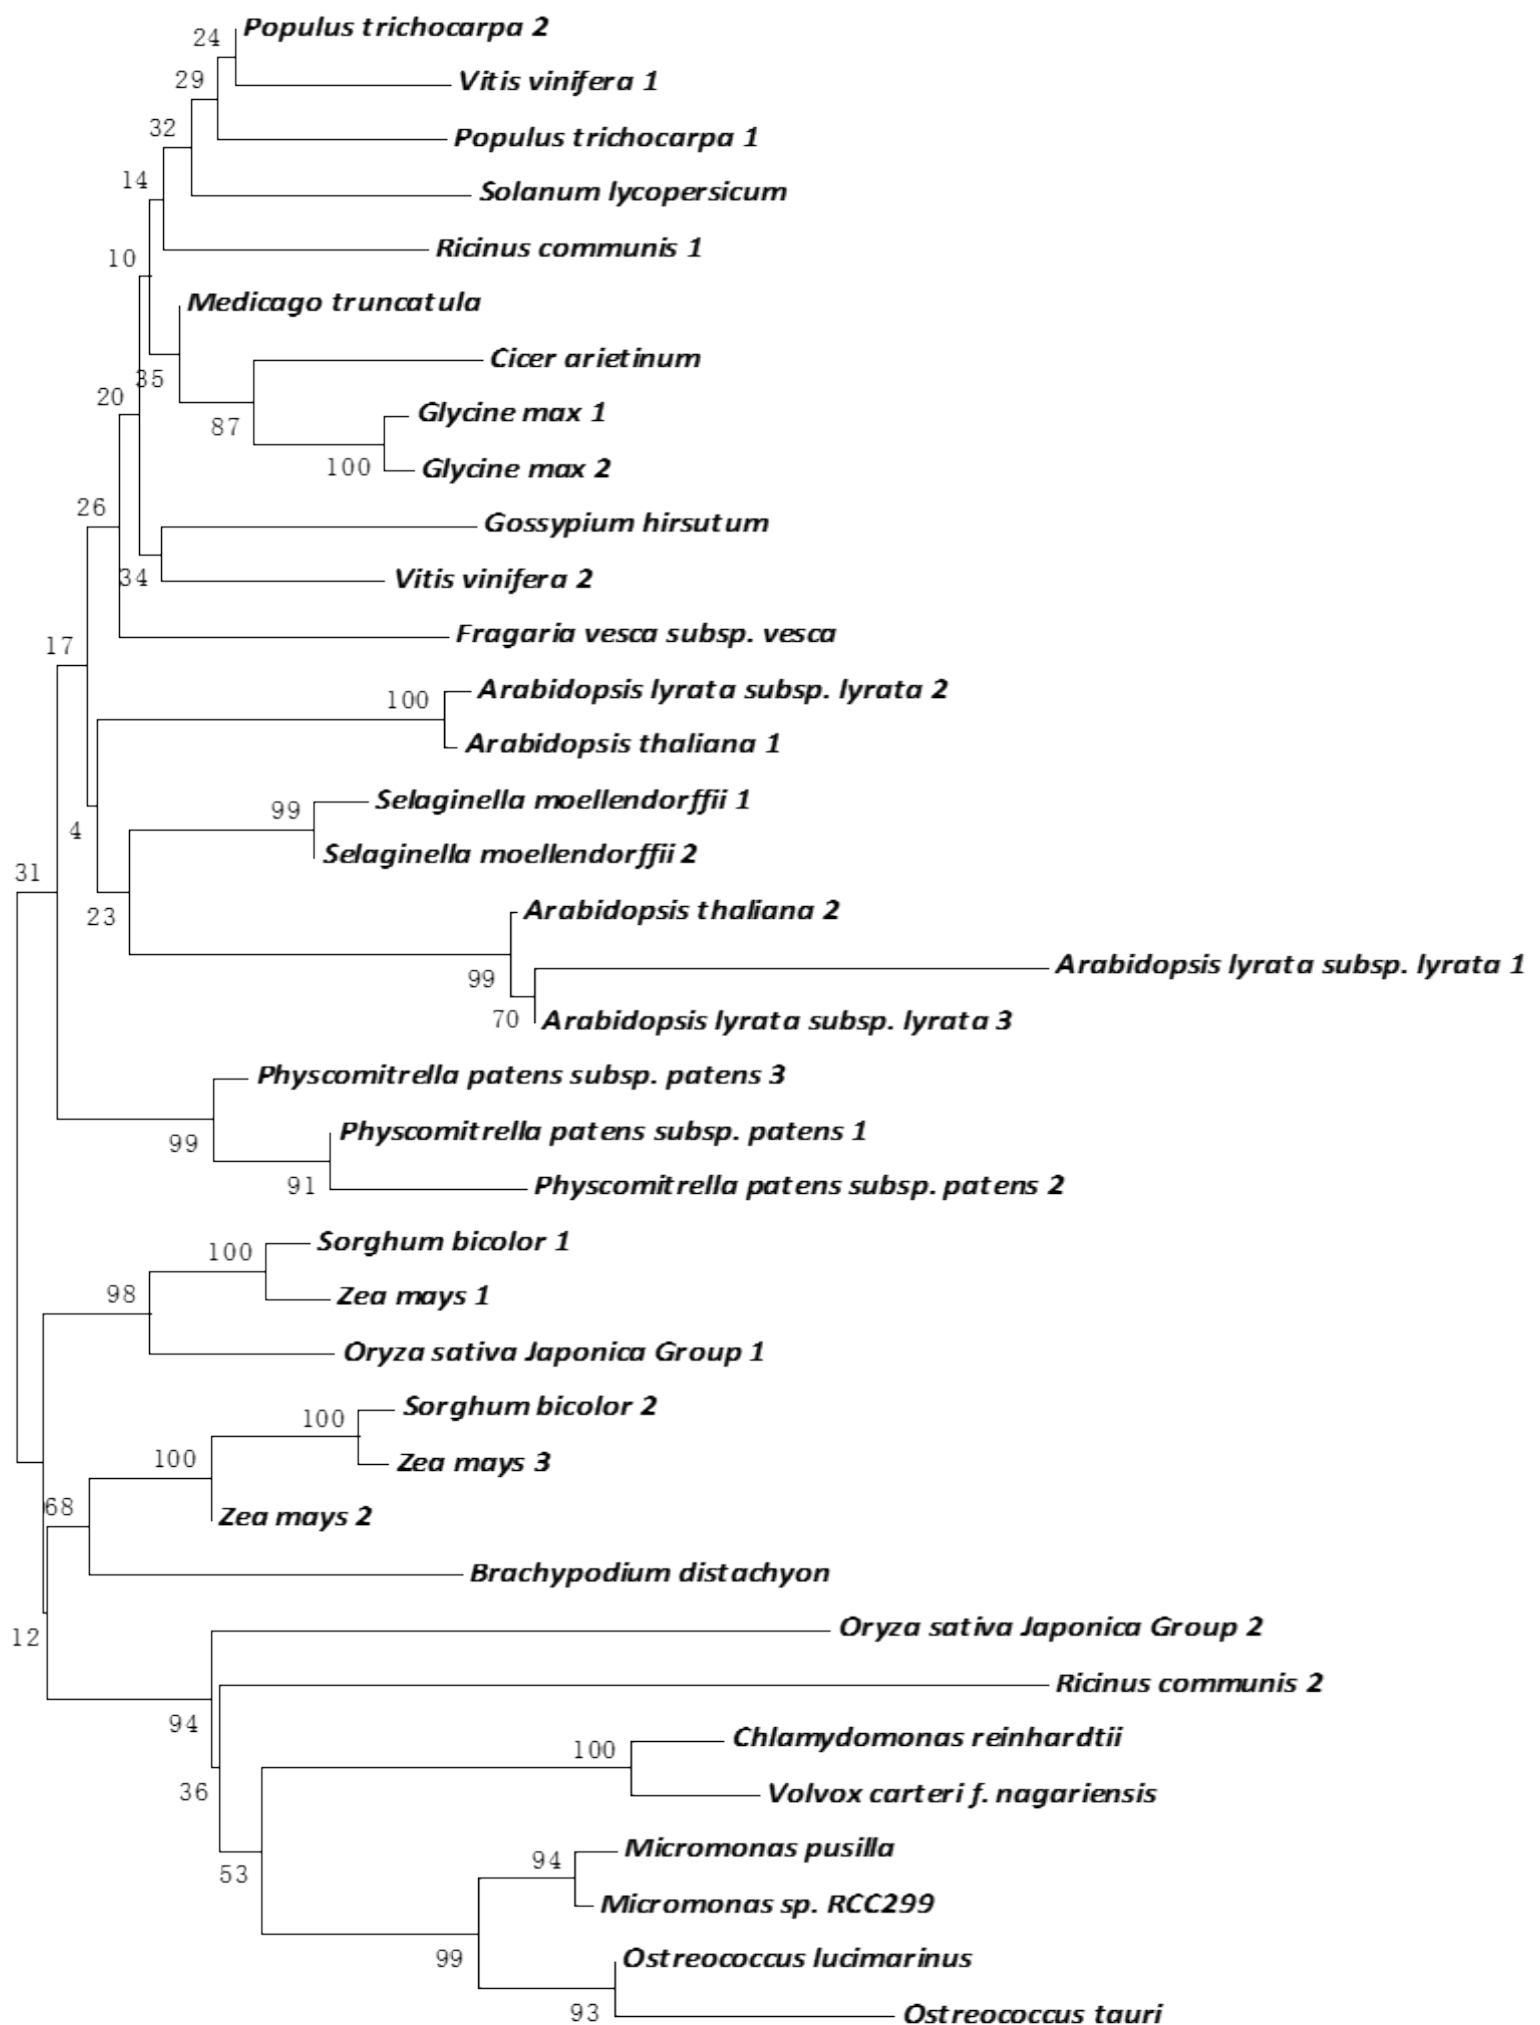 Populus trichocarpa 2
24
Vitis vinifera 1
29
Populus trichocarpa 1
32
Solanum lycopersicum
14
Ricinus communis 1
10
Medicago truncatula
Cicer arietinum
35
20
Glycine max 1
87
Glycine max 2
100
26
Gossypium hirsutum
Vitis vinifera 2
34
Fragaria vesca subsp. vesca
17
Arabidopsis lyrata subsp. lyrata 2
100
Arabidopsis thaliana 1
Selaginella moellendorffii 1
99
4
Selaginella moellendorffii 2
31
Arabidopsis thaliana 2
23
Arabidopsis lyrata subsp. lyrata 1
99
Arabidopsis lyrata subsp. lyrata 3
70
Physcomitrella patens subsp. patens 3
Physcomitrella patens subsp. patens 1
99
Physcomitrella patens subsp. patens 2
91
Sorghum bicolor 1
100
Zea mays 1
98
Oryza sativa Japonica Group 1
Sorghum bicolor 2
100
Zea mays 3
100
68
Zea mays 2
Brachypodium distachyon
Oryza sativa Japonica Group 2
12
Ricinus communis 2
94
Chlamydomonas reinhardtii
100
36
Volvox carteri f. nagariensis
Micromonas pusilla
94
53
Micromonas sp. RCC299
Ostreococcus lucimarinus
99
93
Ostreococcus tauri